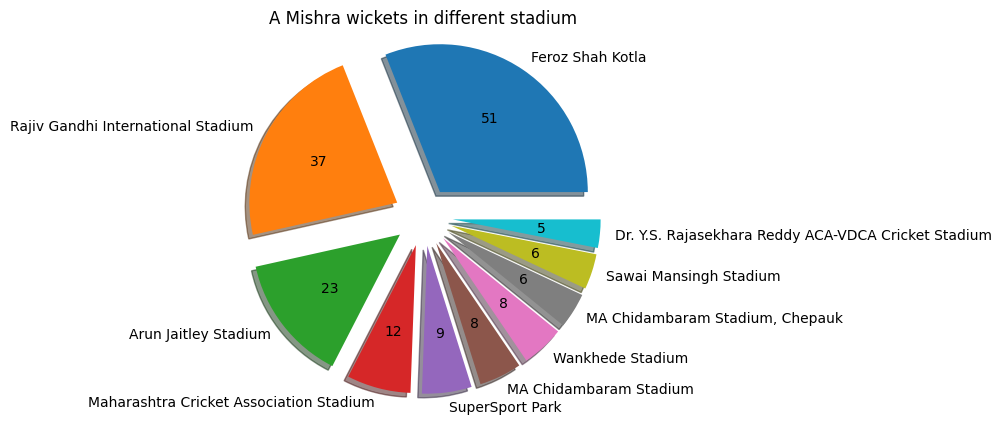 A Mishra wickets in different stadium
Feroz Shah Kotla
51
Rajiv Gandhi International Stadium
37
Arun Jaitley Stadium
23
Maharashtra Cricket Association Stadium
12
SuperSport Park
9
MA Chidambaram Stadium
8
Wankhede Stadium
8
MA Chidambaram Stadium, Chepauk
6
Sawai Mansingh Stadium
6
Dr. Y.S. Rajasekhara Reddy ACA-VDCA Cricket Stadium
5